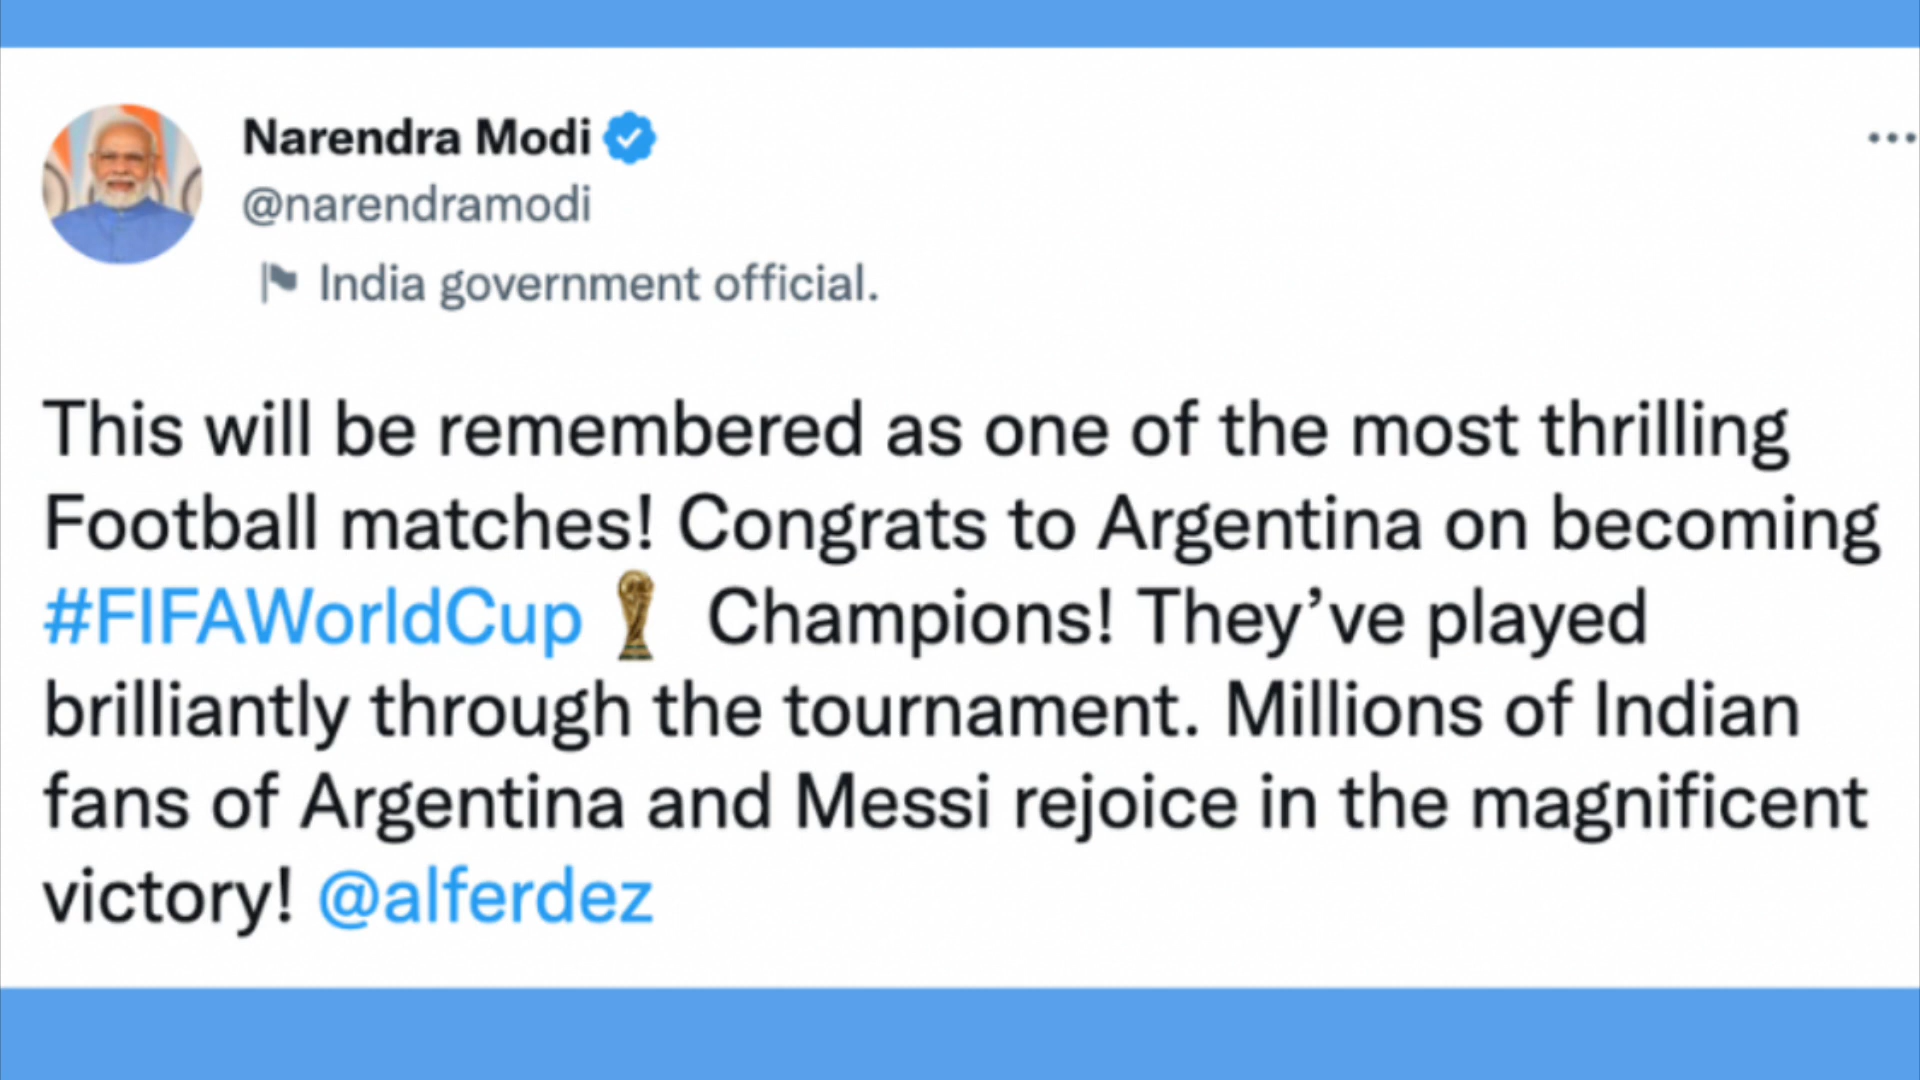 Narendra Modi
@narendramodi
India government official.
This will be remembered as one of the most thrilling
Football matches! Congrats to Argentina on becoming
#FIFAWorldCup Champions! They’ve played
brilliantly through the tournament. Millions of Indian
fans of Argentina and Messi rejoice in the magnificent
victory! @alferdez